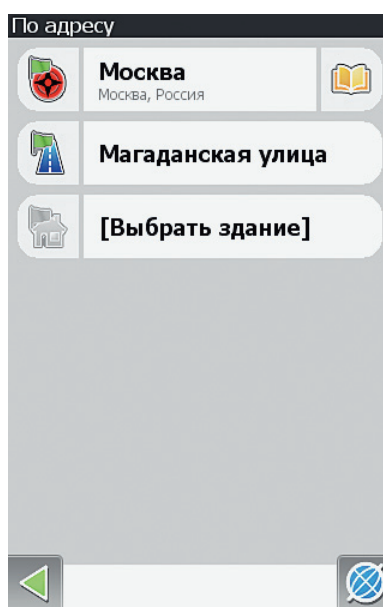 По адресу
Москва
Москва, Россия
Магаданская улица
[Выбрать здание]